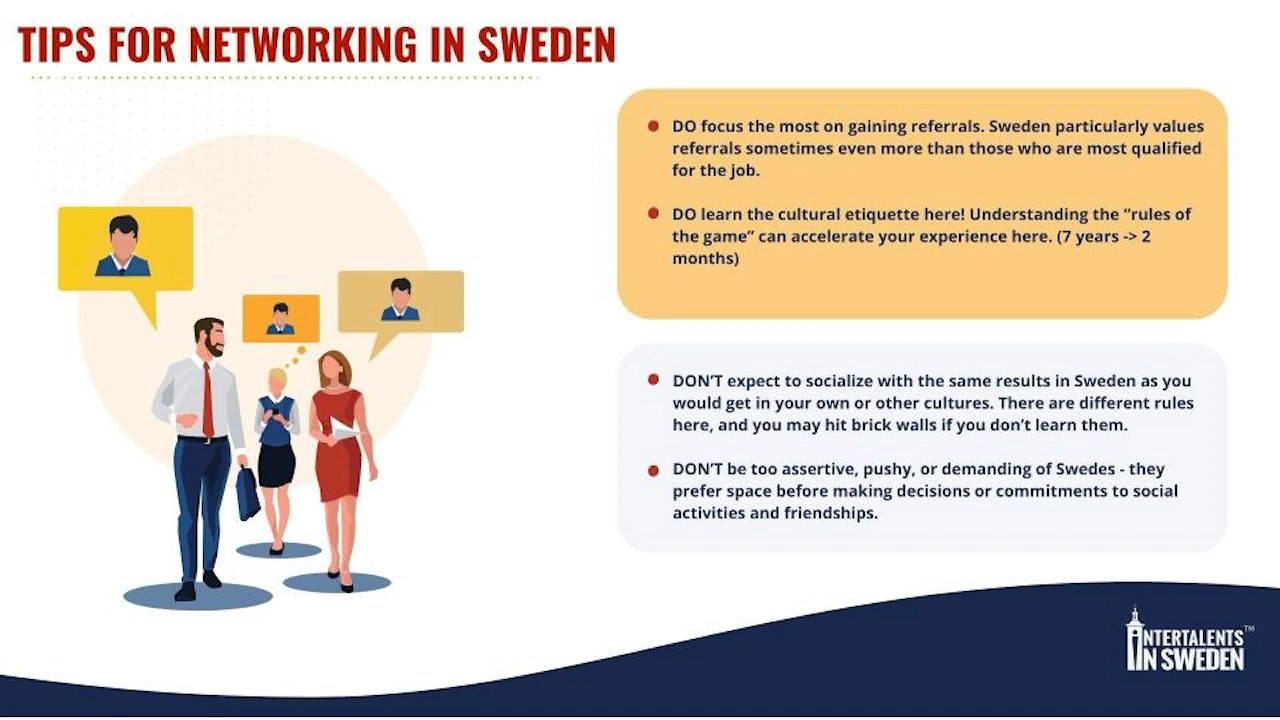 TIPS FOR NETWORKING IN SWEDEN
DO focus the most on gaining referrals. Sweden particularly values
referrals sometimes even more than those who are most qualified
for the job.
DO learn the cultural etiquette here! Understanding the “rules of
the game” can accelerate your experience here. (7 years -> 2
months)
DON’T expect to socialize with the same results in Sweden as you
would get in your own or other cultures. There are different rules
here, and you may hit brick walls if you don’t learn them.
DON’T be too assertive, pushy, or demanding of Swedes - they
prefer space before making decisions or commitments to social
activities and friendships.
INTERTALENTS™
IN SWEDEN